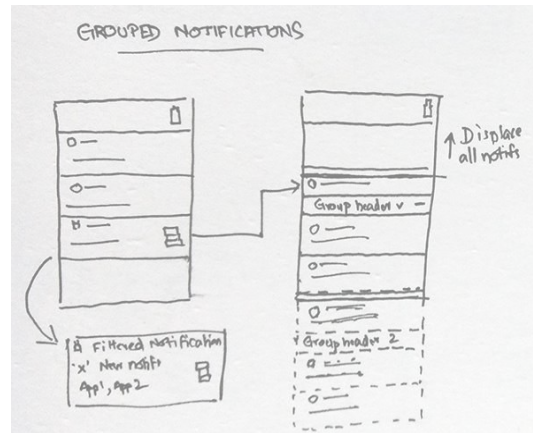 GROUPED NOTIFICATIONS
Displace
all notifs
Group header v
Filtered Notification
'x' New notifs
App1, App2
Group header 2